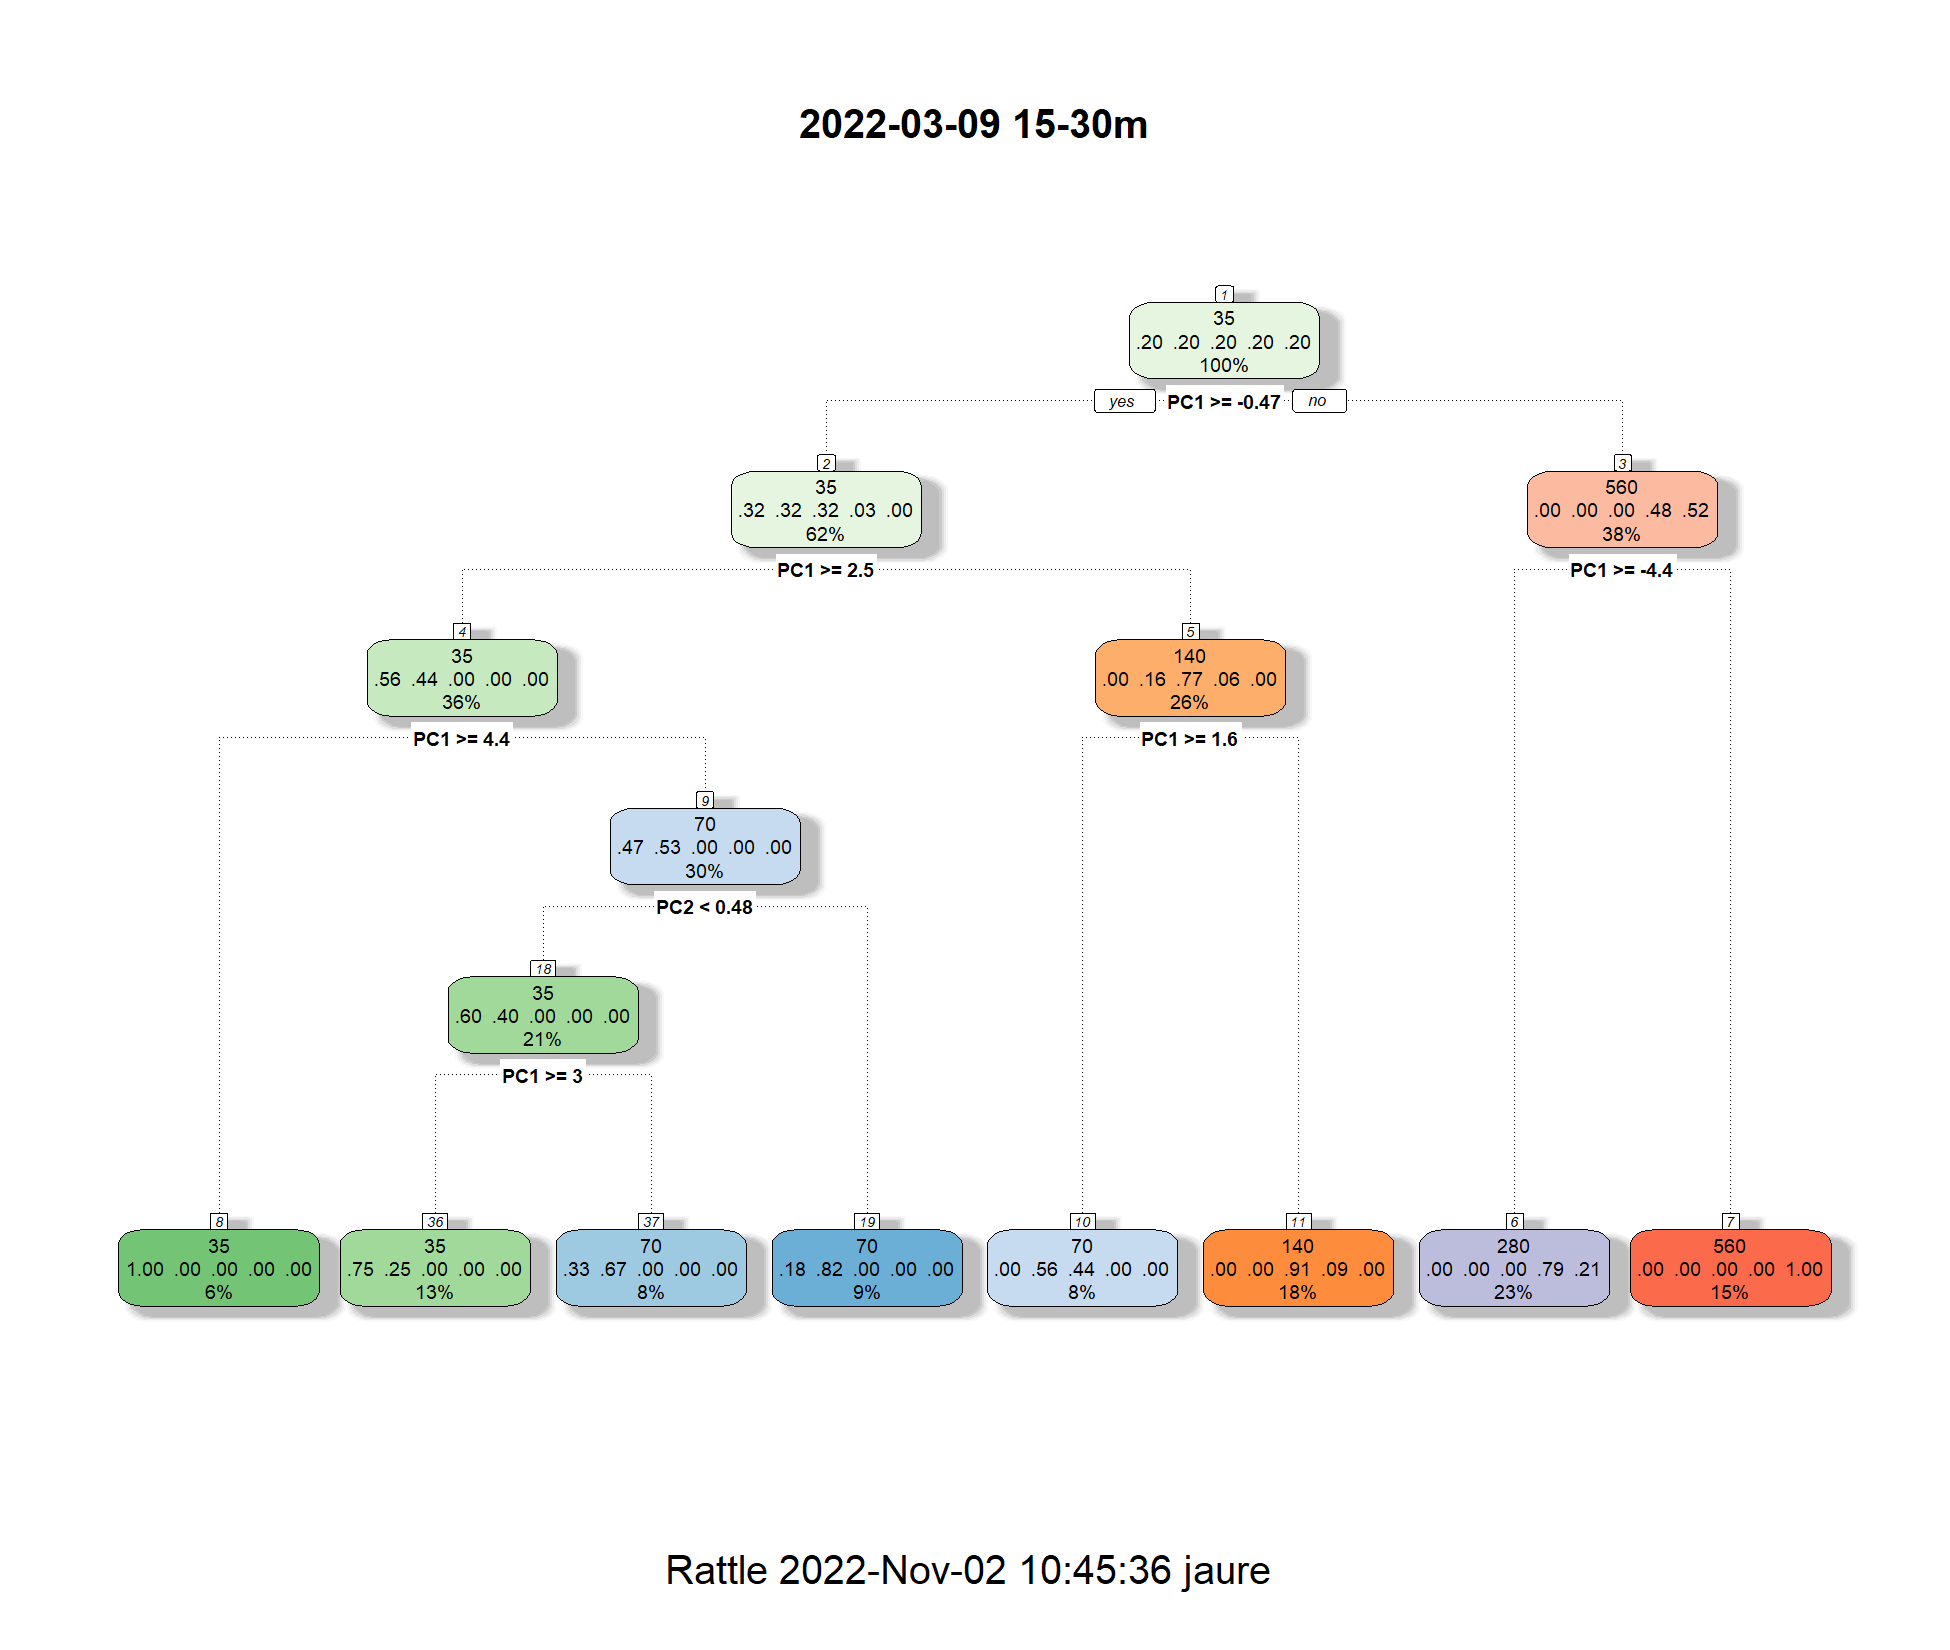 2022-03-09 15-30m
1
35
.20 .20 .20 .20 .20
100%
yes PC1 >= -0.47 no
2
35
.32 .32 .32 .03 .00
62%
3
560
.00 .00 .00 .48 .52
38%
PC1 >= 2.5
PC1 >= -4.4
4
35
.56 .44 .00 .00 .00
36%
5
140
.00 .16 .77 .06 .00
26%
PC1 >= 4.4
PC1 >= 1.6
9
70
.47 .53 .00 .00 .00
30%
PC2 < 0.48
18
35
.60 .40 .00 .00 .00
21%
PC1 >= 3
8
35
1.00 .00 .00 .00 .00
6%
36
35
.75 .25 .00 .00 .00
13%
37
70
.33 .67 .00 .00 .00
8%
19
70
.18 .82 .00 .00 .00
9%
10
70
.00 .56 .44 .00 .00
8%
11
140
.00 .00 .91 .09 .00
18%
6
280
.00 .00 .00 .79 .21
23%
7
560
.00 .00 .00 .00 1.00
15%
Rattle 2022-Nov-02 10:45:36 jaure